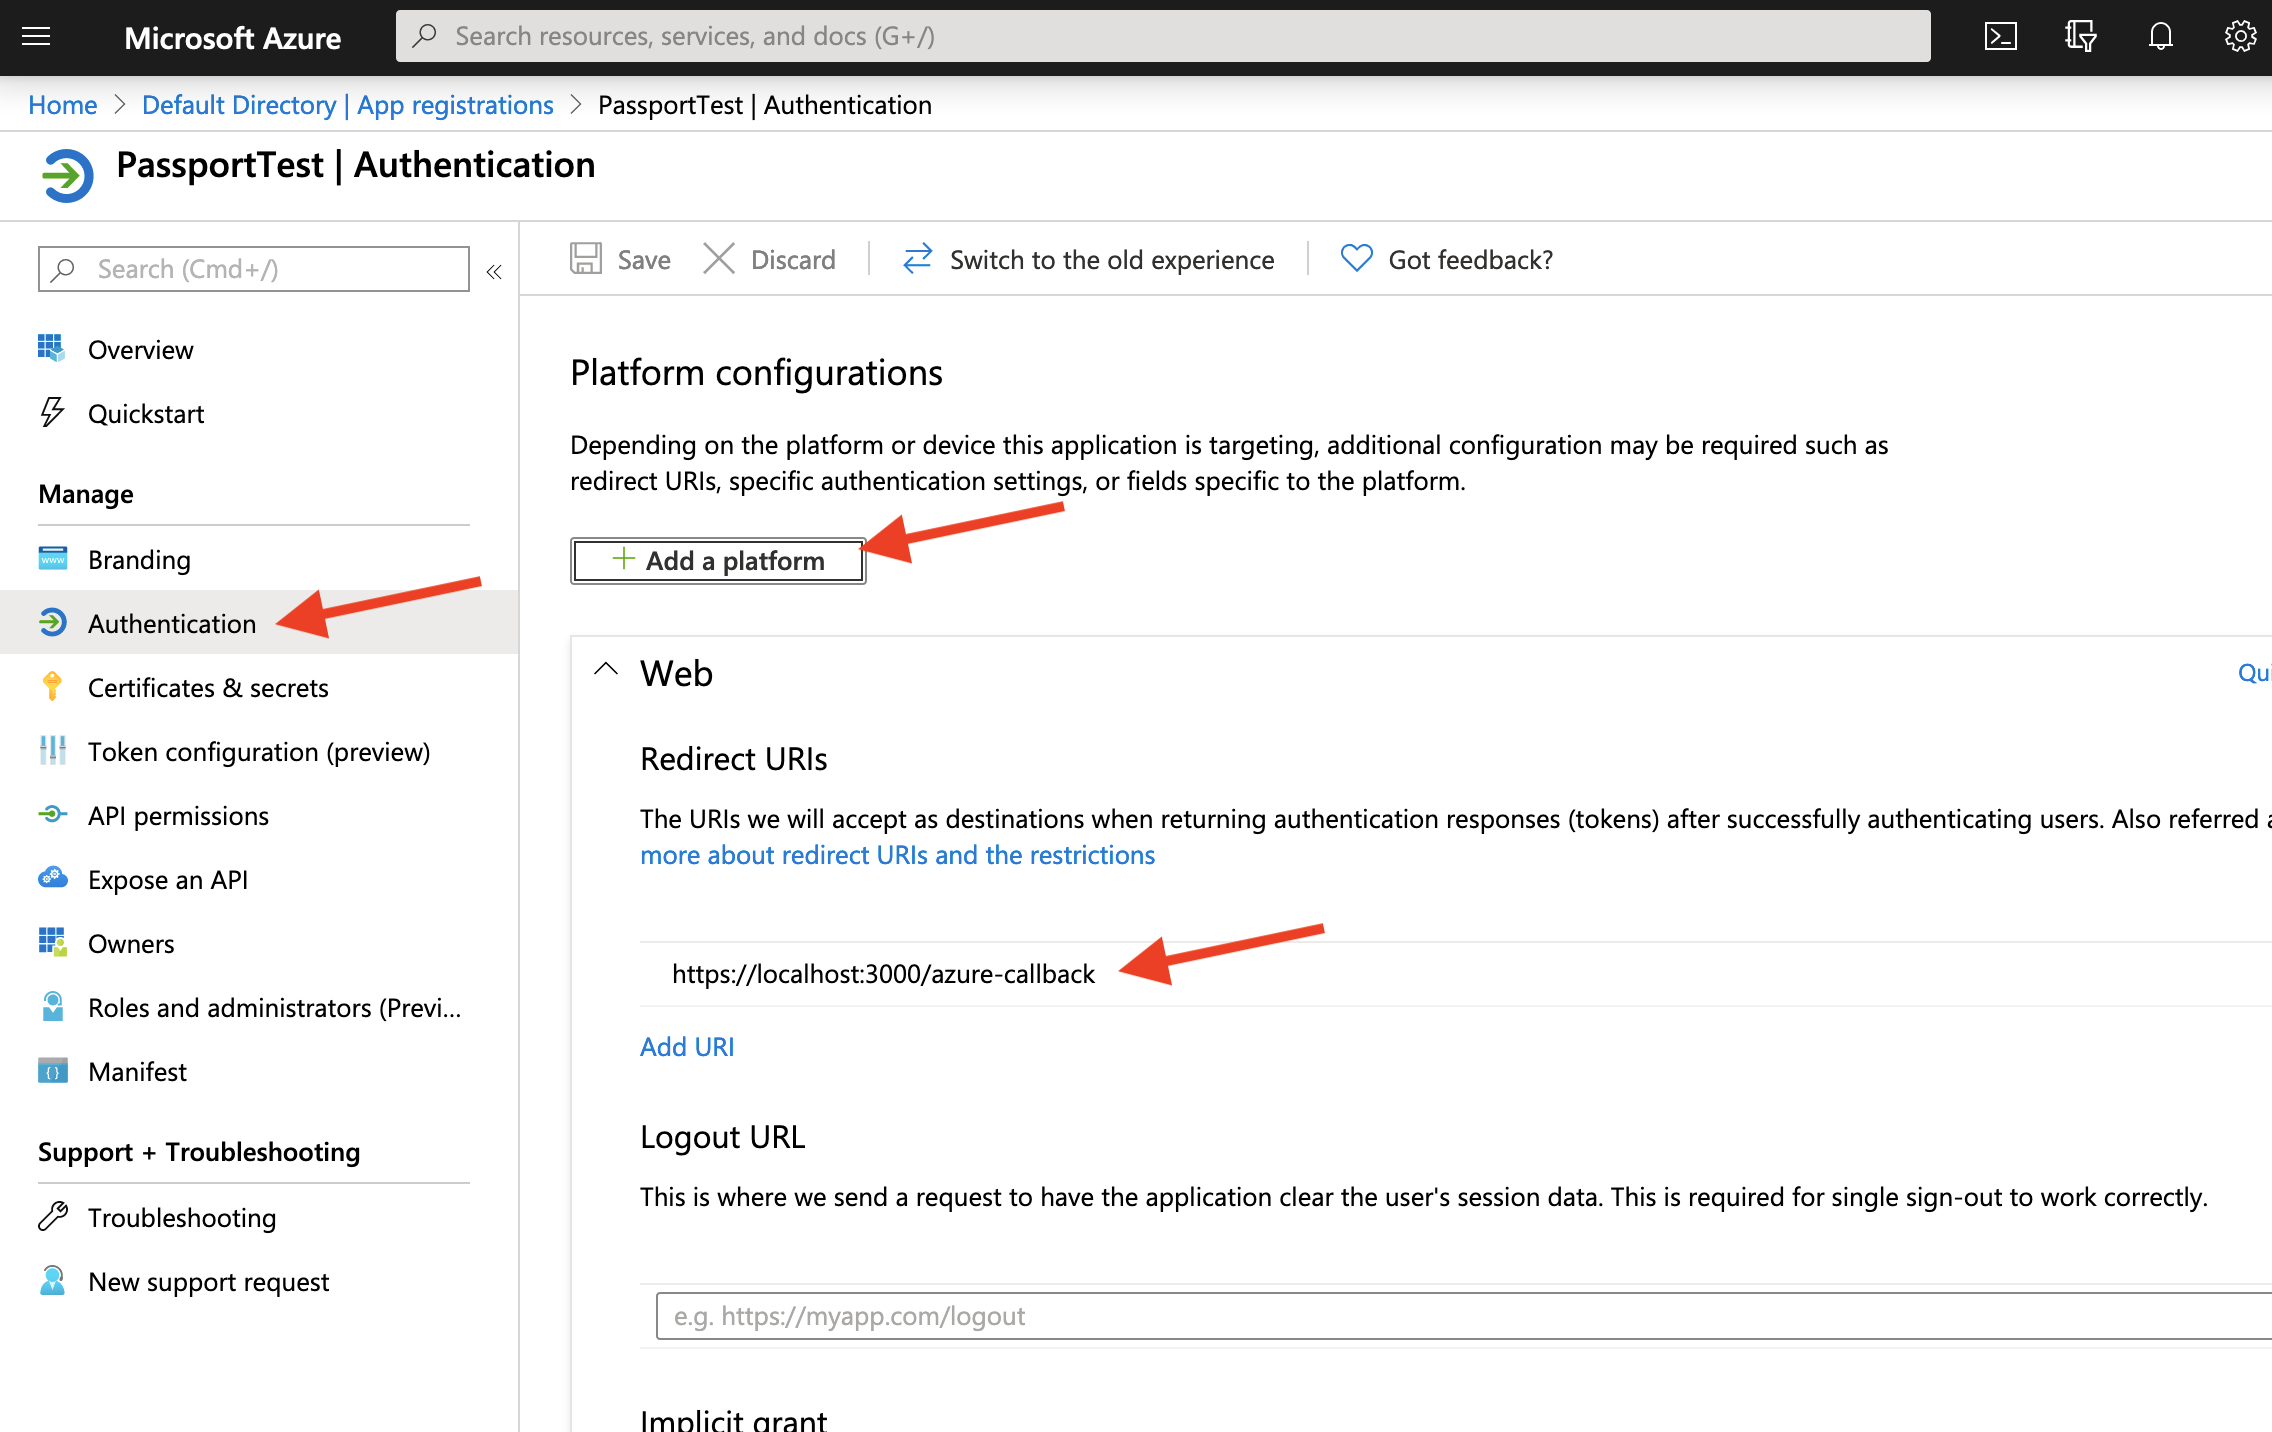 Microsoft Azure
Search resources, services, and docs (G+/)
Home > Default Directory | App registrations > PassportTest | Authentication
PassportTest | Authentication
Search (Cmd+/)
«
Overview
Quickstart
Manage
Branding
Authentication
Certificates & secrets
Token configuration (preview)
API permissions
Expose an API
Owners
Roles and administrators (Previ...
Manifest
Support + Troubleshooting
Troubleshooting
New support request
Save
Discard
Switch to the old experience
Got feedback?
Platform configurations
Depending on the platform or device this application is targeting, additional configuration may be required such as
redirect URIs, specific authentication settings, or fields specific to the platform.
+ Add a platform
Web
Qui
Redirect URIs
The URIs we will accept as destinations when returning authentication responses (tokens) after successfully authenticating users. Also referred a
more about redirect URIs and the restrictions
https://localhost:3000/azure-callback
Add URI
Logout URL
This is where we send a request to have the application clear the user's session data. This is required for single sign-out to work correctly.
e.g. https://myapp.com/logout
Implicit grant